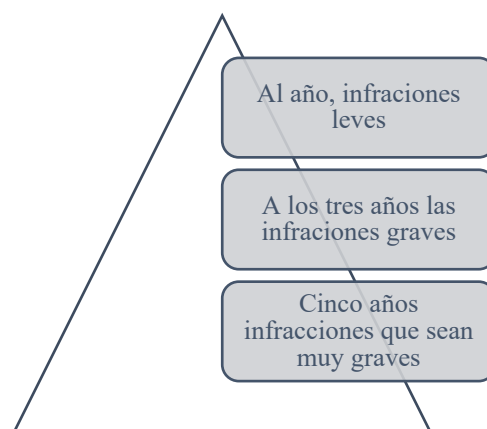 Al año, infraciones
leves
A los tres años las
infraciones graves
Cinco años
infracciones que sean
muy graves